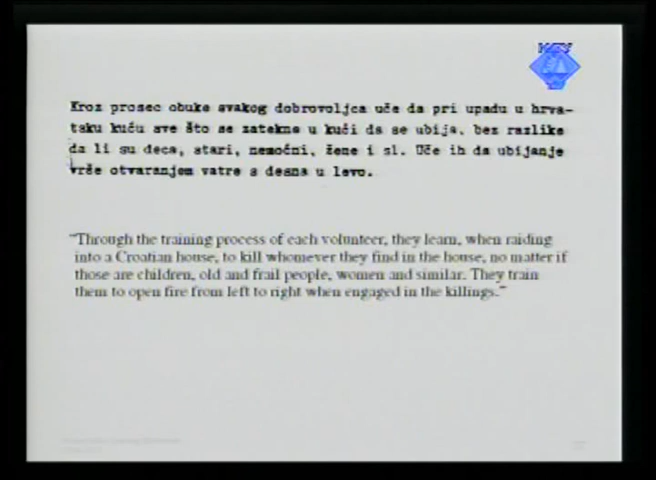 Kroz prosec obuke svakog dobrovoljca uče da pri upadu u hrva-
tsku kuću sve što se zatekne u kući da se ubija, bez razlike
da li su deca, stari, nemoćni, žene i sl. Uče ih da ubijanje
vrše otvaranjem vatre s desna u levo.
"Through the training process of each volunteer, they learn, when raiding
into a Croatian house, to kill whomever they find in the house, no matter if
those are children, old and frail people, women and similar. They train
them to open fire from left to right when engaged in the killings."